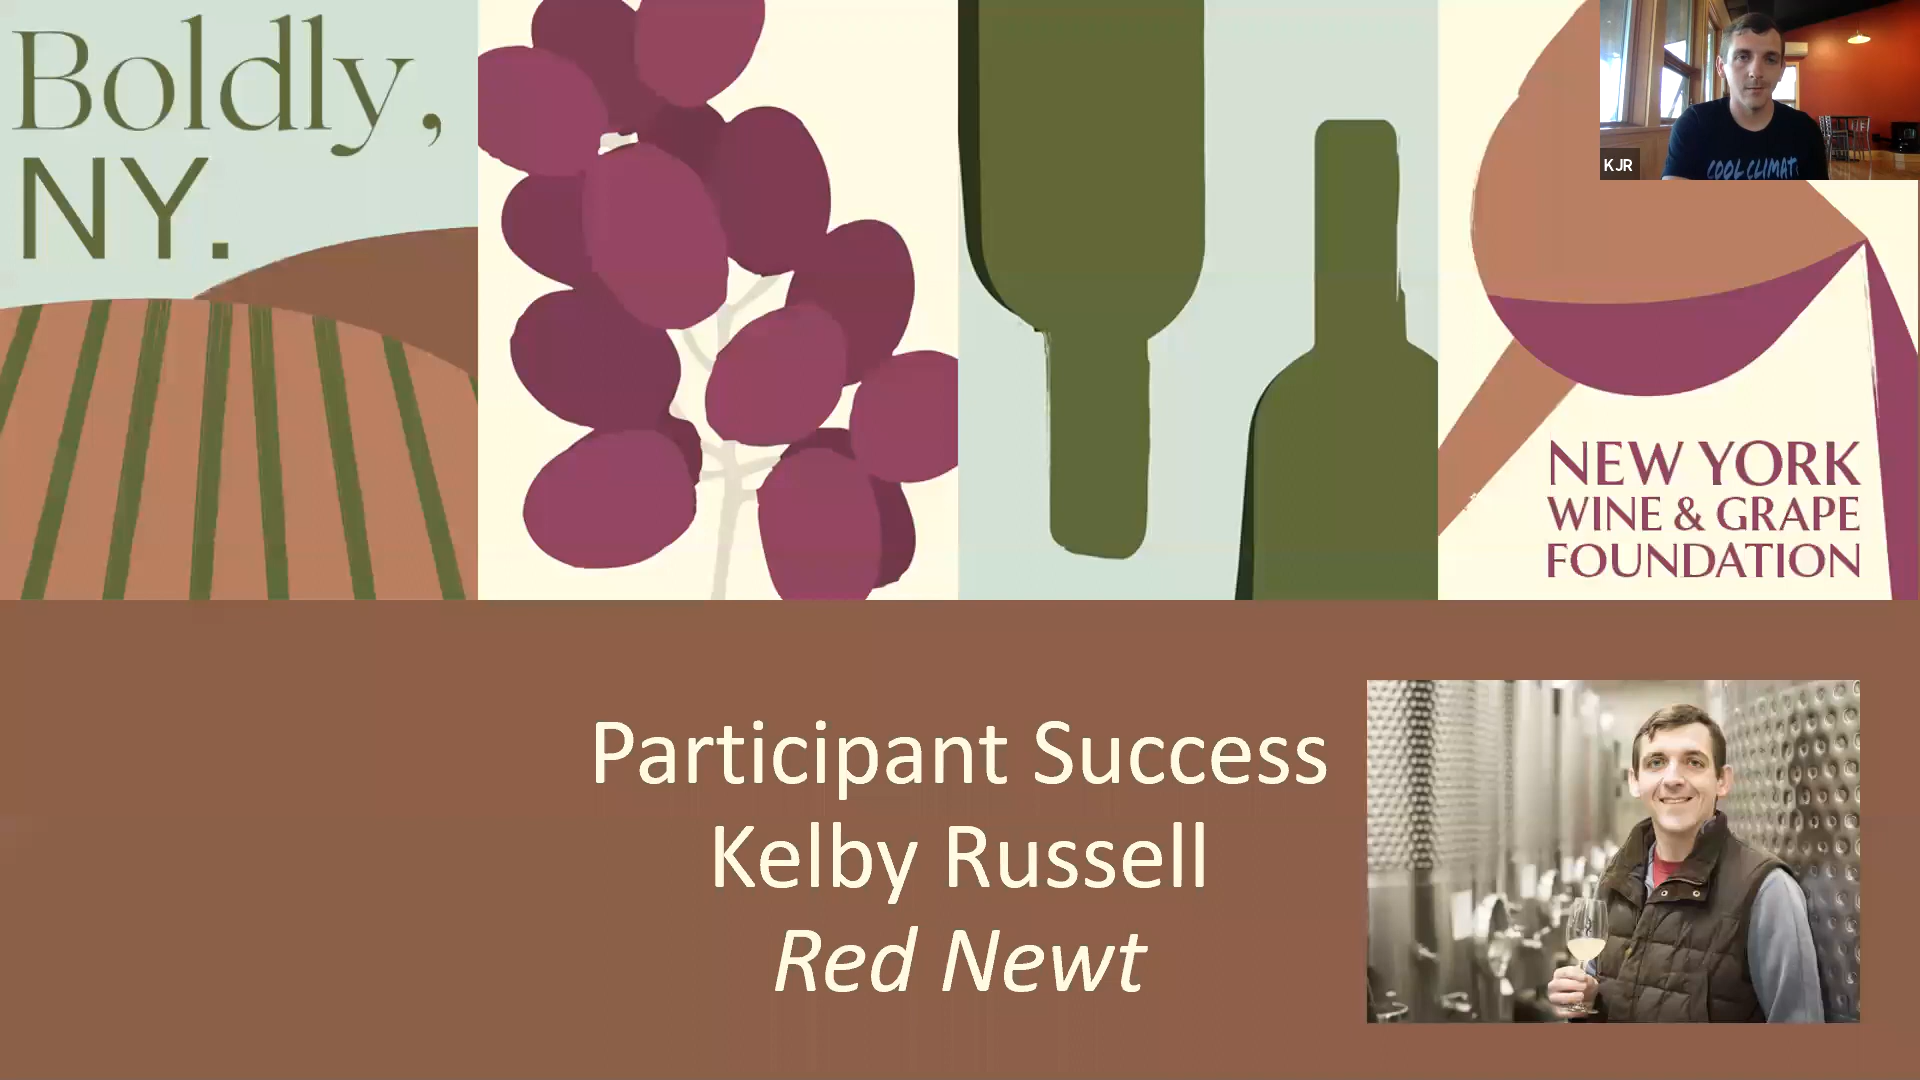 Boldly,
NY.
KJR
COOL CLIMAT
NEW YORK
WINE & GRAPE
FOUNDATION
Participant Success
Kelby Russell
Red Newt